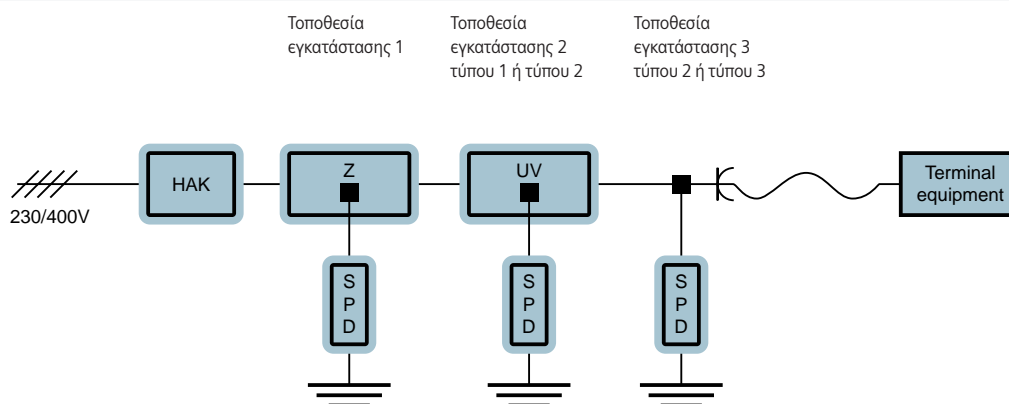 Τοποθεσία
εγκατάστασης 1
Τοποθεσία
εγκατάστασης 2
τύπου 1 ή τύπου 2
Τοποθεσία
εγκατάστασης 3
τύπου 2 ή τύπου 3
230/400V
HAK
Z
UV
Terminal
equipment
S
P
D
S
P
D
S
P
D